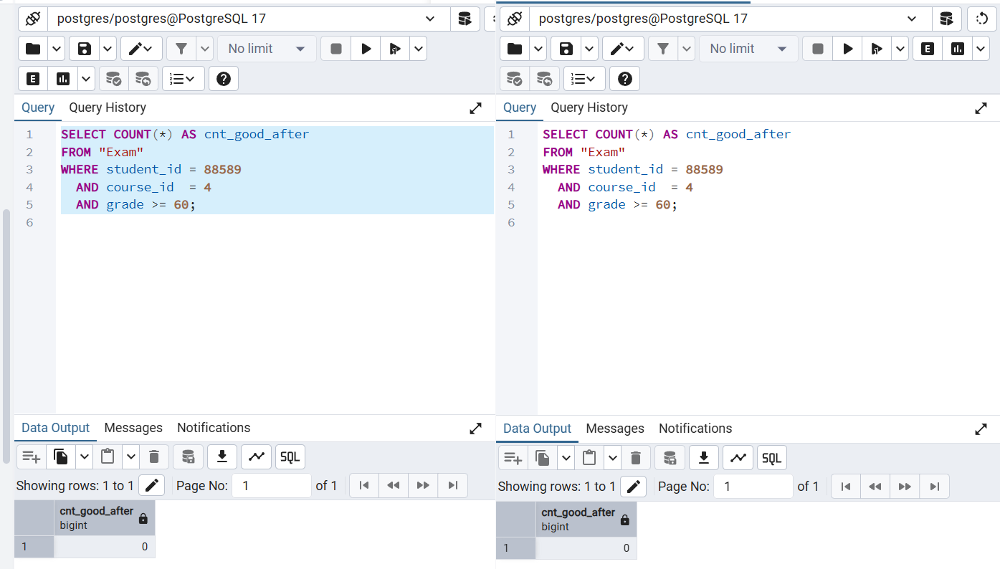 postgres/postgres@PostgreSQL 17
No limit
E
Query Query History
1 SELECT COUNT(*) AS cnt_good_after
2 FROM "Exam"
3 WHERE student_id = 88589
4 AND course_id = 4
5 AND grade >= 60;
6
Data Output Messages Notifications
SQL
Showing rows: 1 to 1 Page No: 1 of 1
cnt_good_after
bigint
1 0
postgres/postgres@PostgreSQL 17
No limit E
Query Query History
1 SELECT COUNT(*) AS cnt_good_after
2 FROM "Exam"
3 WHERE student_id = 88589
4 AND course_id = 4
5 AND grade >= 60;
6
Data Output Messages Notifications
SQL
Showing rows: 1 to 1 Page No: 1 of 1
cnt_good_after
bigint
1 0